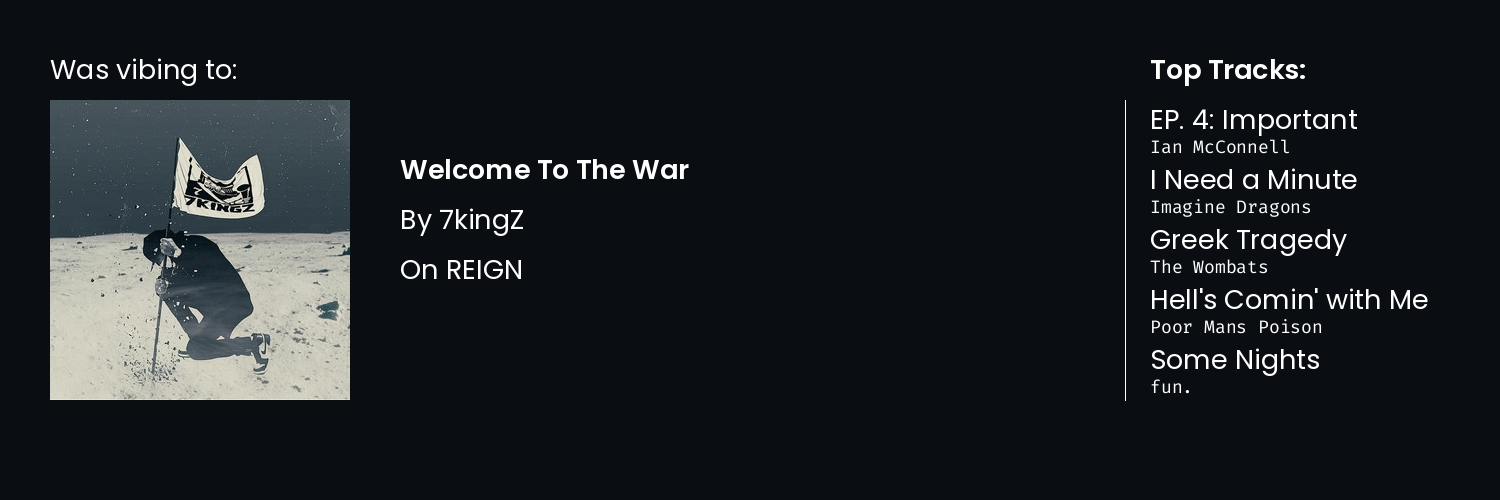 Was vibing to:
7KINGZ
Welcome To The War
By 7kingZ
On REIGN
Top Tracks:
EP. 4: Important
Ian McConnell
I Need a Minute
Imagine Dragons
Greek Tragedy
The Wombats
Hell's Comin' with Me
Poor Mans Poison
Some Nights
fun.